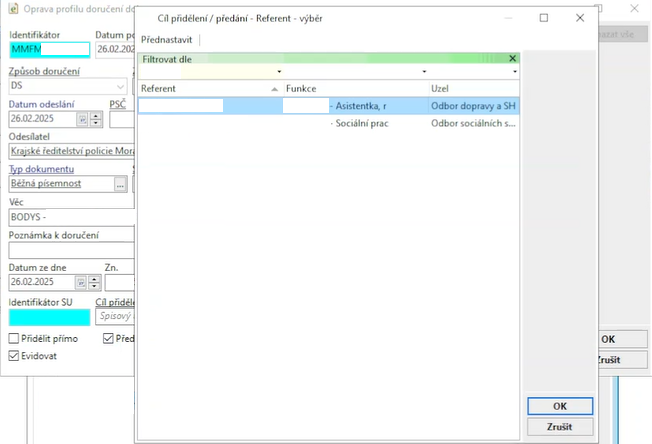 Oprava profilu doručení do
Cíl přidělení / předání - Referent - výběr
Identifikátor
Datum po
MMFM
26.02.202
Přednastavit
at vše
Filtrovat dle
Způsob doručení
DS
Referent
Funkce
Uzel
Datum odeslání
PSČ
26.02.2025
- Asistentka, r
Odbor dopravy a SH
- Sociální prac
Odbor sociálních s...
Odesílatel
Krajské ředitelství policie Mora
Typ dokumentu
Běžná písemnost
...
Věc
BODYS -
Poznámka k doručení
Datum ze dne
Zn.
26.02.2025
Identifikátor SU
Cíl přiděle
Spisový
Přidělit přímo
Před
Evidovat
OK
Zrušit
OK
Zrušit